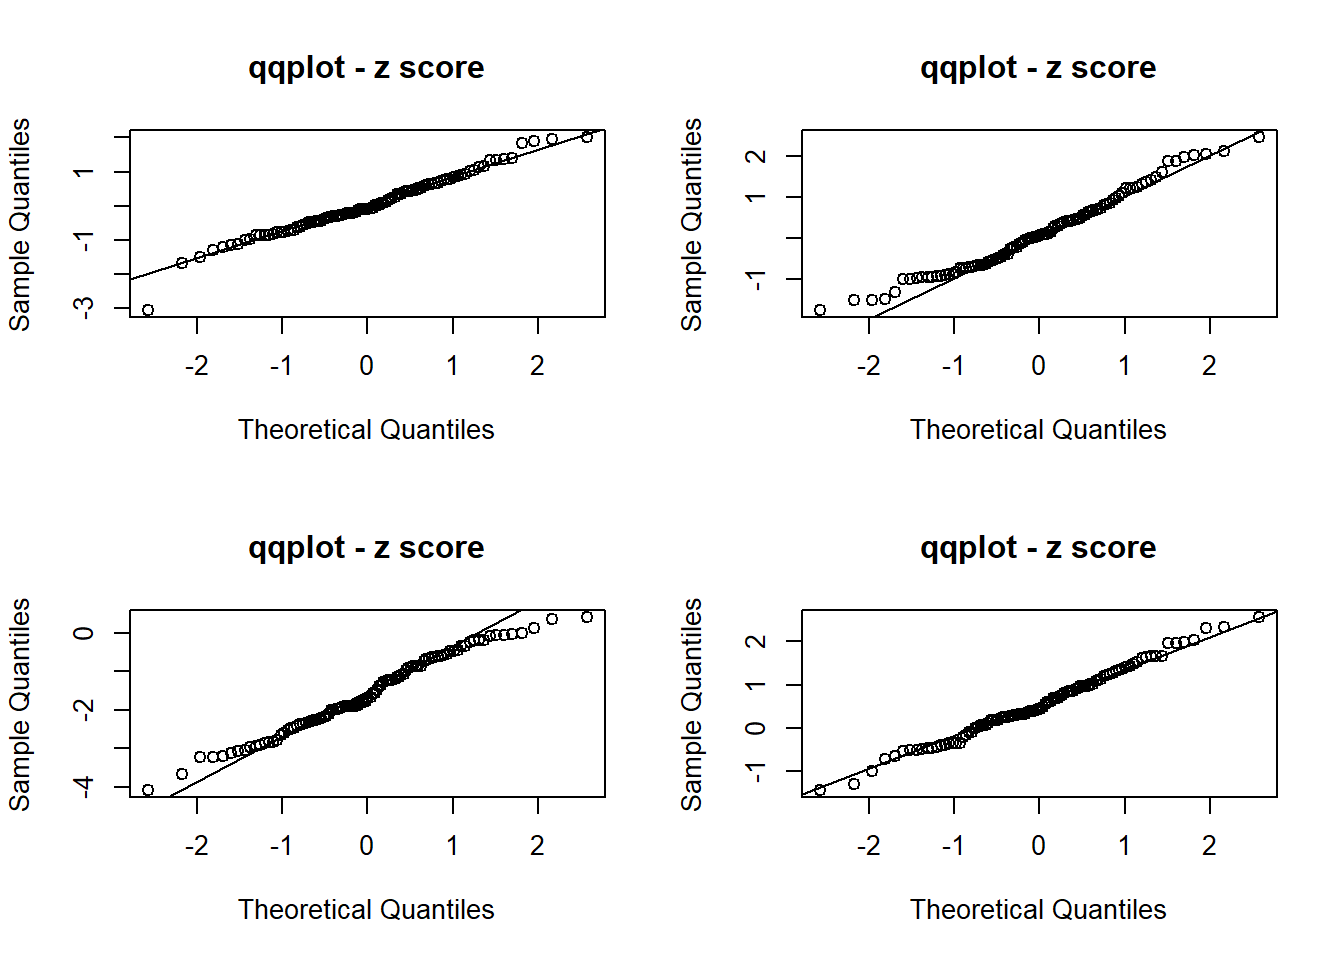 qqplot - z score
Sample Quantiles
1
-1
-3
-2 -1 0 1 2
Theoretical Quantiles
qqplot - z score
Sample Quantiles
2
1
-1
-2 -1 0 1 2
Theoretical Quantiles
qqplot - z score
Sample Quantiles
0
-2
-4
-2 -1 0 1 2
Theoretical Quantiles
qqplot - z score
Sample Quantiles
2
1
0
-1
-2 -1 0 1 2
Theoretical Quantiles